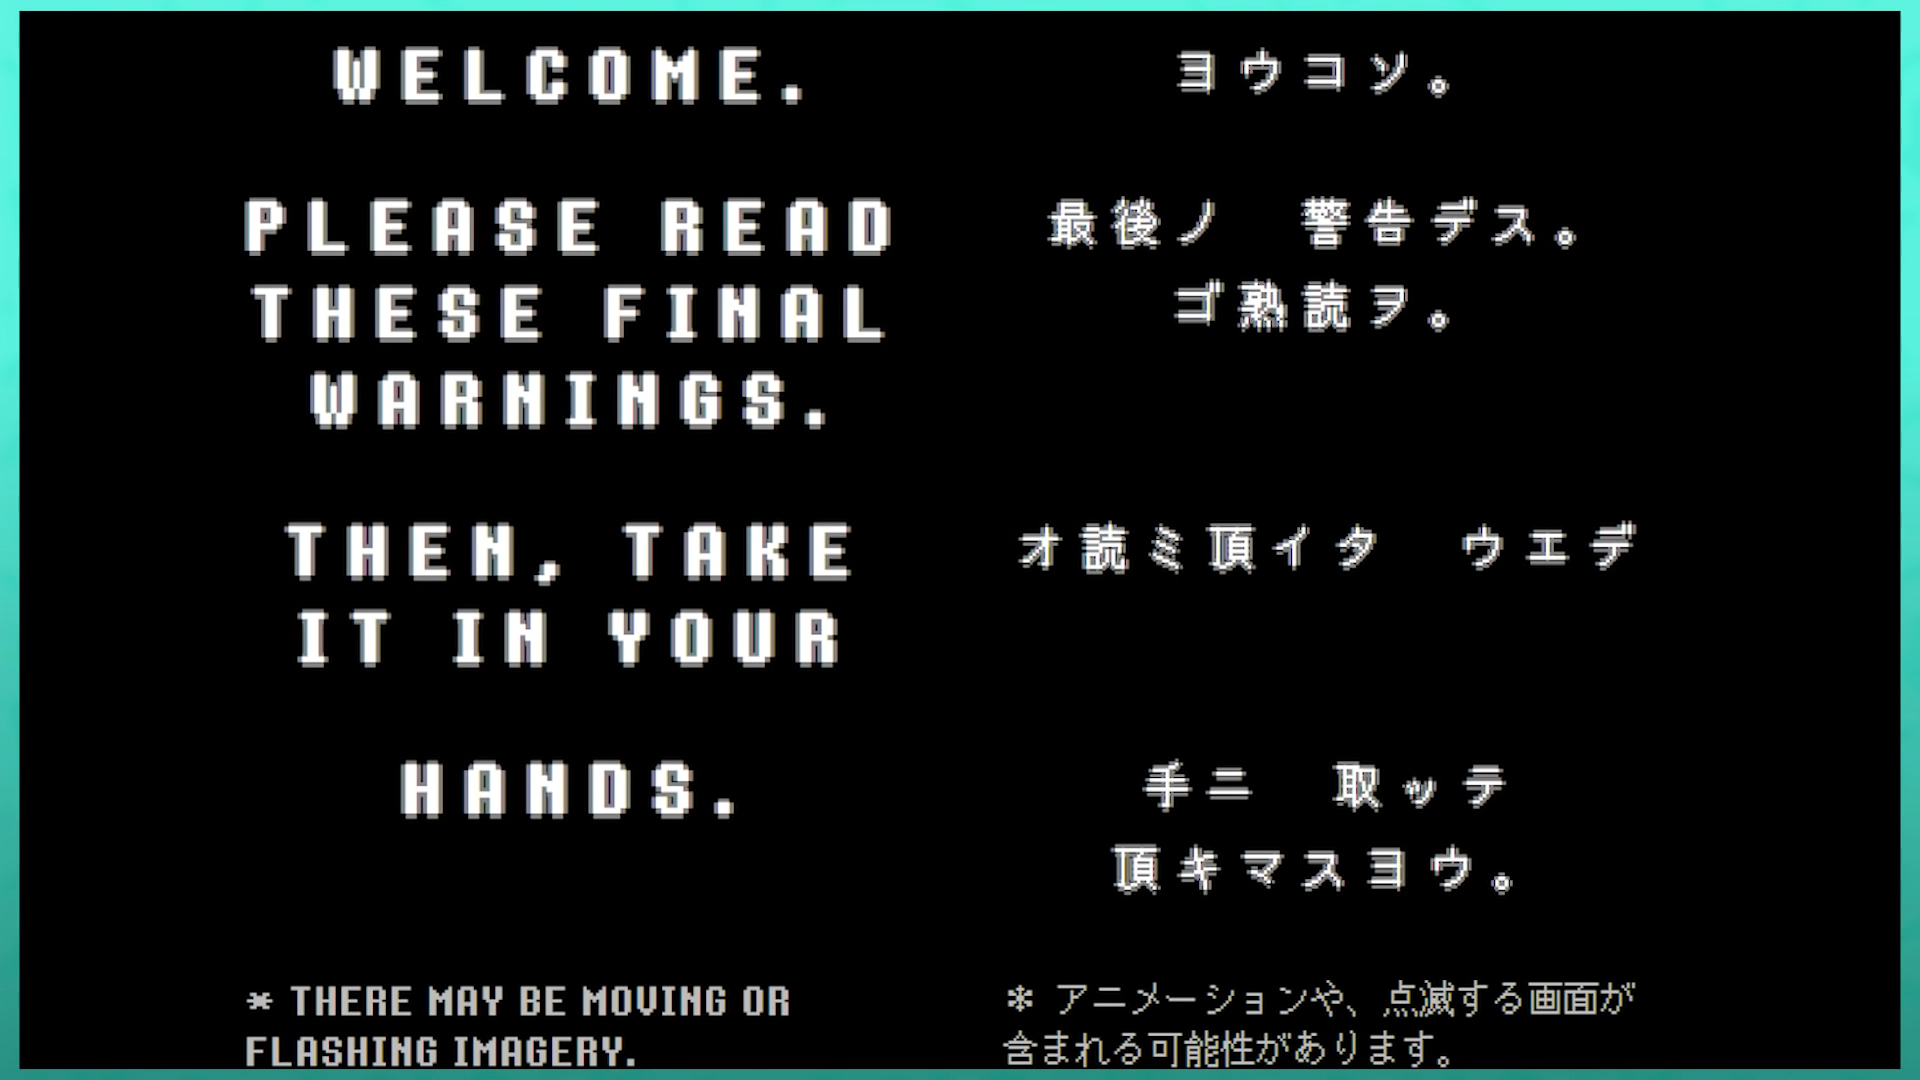 WELCOME.
PLEASE READ
THESE FINAL
WARNINGS.
THEN, TAKE
IT IN YOUR
HANDS.
* THERE MAY BE MOVING OR
FLASHING IMAGERY.
ヨウコソ。
最後ノ　警告デス。
ゴ熟読ヲ。
オ読ミ頂イタ　ウエデ
手ニ　取ッテ
頂キマスヨウ。
* アニメーションや、点滅する画面が
含まれる可能性があります。